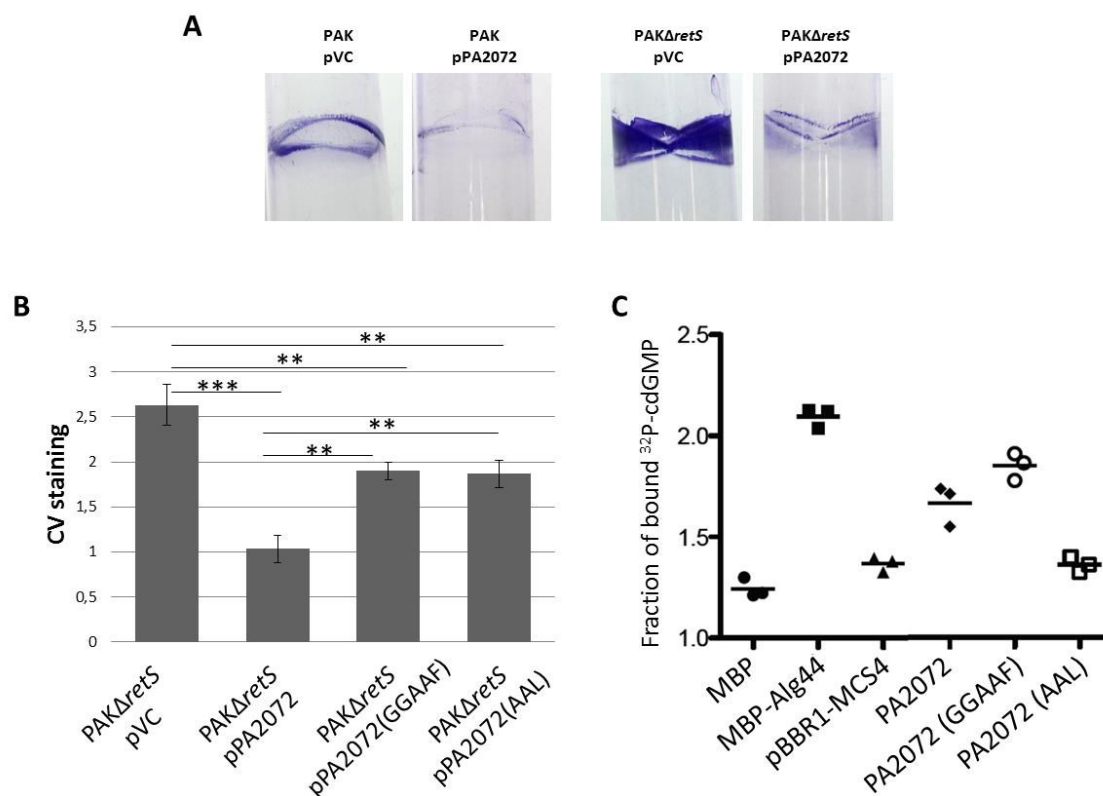 A
PAK
pVC
PAK
pPA2072
PAKΔretS
pVC
PAKΔretS
pPA2072
B
CV staining
3,5
3
2,5
2
1,5
1
0,5
0
**
**
***
**
**
PAKΔretS
pVC
PAKΔretS
pPA2072
PAKΔretS
pPA2072(GGAAF)
PAKΔretS
pPA2072(AAL)
C
Fraction of bound ³²P-cdGMP
2.5
2.0
1.5
1.0
MBP
MBP-Alg44
pBBR1-MCS4
PA2072
PA2072 (GGAAF)
PA2072 (AAL)